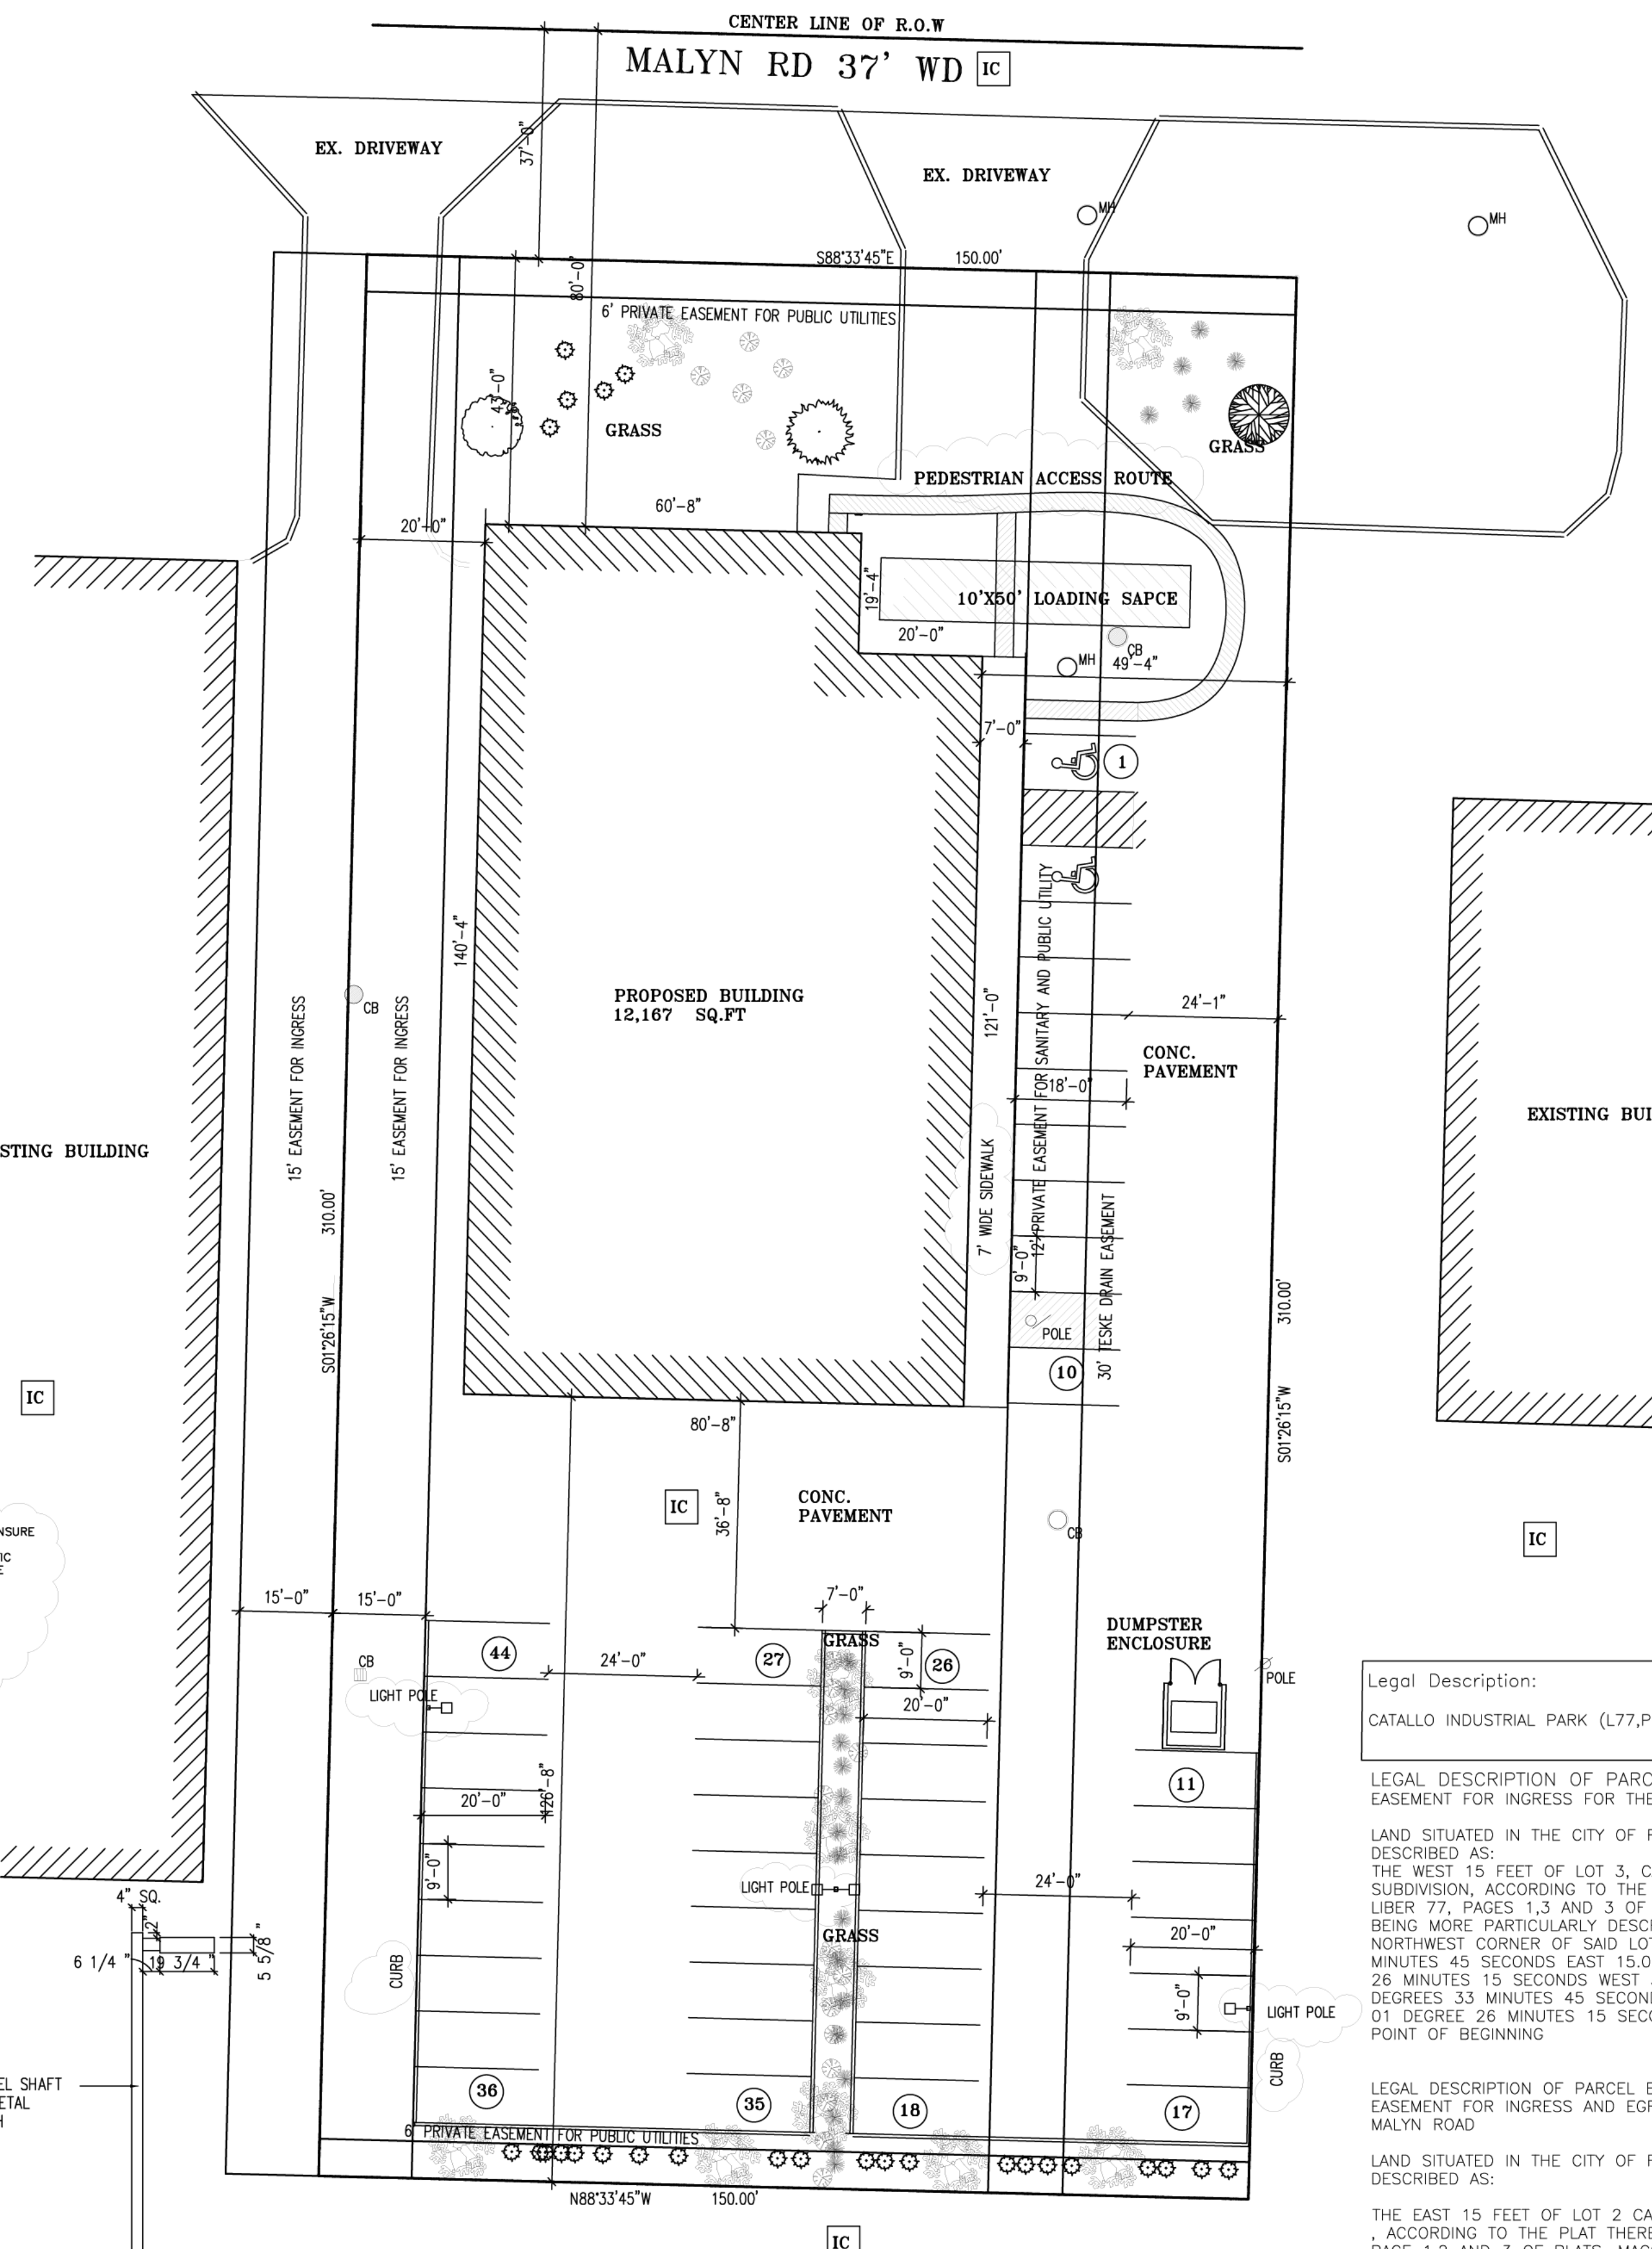 CENTER LINE OF R.O.W
MALYN RD 37' WD IC
37'-0"
EX. DRIVEWAY
EX. DRIVEWAY
MH
MH
S88°33'45"E 150.00'
80'-0"
6' PRIVATE EASEMENT FOR PUBLIC UTILITIES
43'-0"
GRASS
GRASS
PEDESTRIAN ACCESS ROUTE
60'-8"
20'-0"
19'-4"
10'X50' LOADING SAPCE
20'-0"
CB
MH
49'-4"
7'-0"
1
140'-4"
PROPOSED BUILDING
12,167 SQ.FT
121'-0"
12' PRIVATE EASEMENT FOR SANITARY AND PUBLIC UTILITY
24'-1"
CB
15' EASEMENT FOR INGRESS
15' EASEMENT FOR INGRESS
CONC.
PAVEMENT
18'-0"
EXISTING BUI
STING BUILDING
7' WIDE SIDEWALK
310.00'
S01°26'15"W
9'-0"
30' TESKE DRAIN EASEMENT
POLE
10
310.00'
S01°26'15"W
IC
80'-8"
36'-8"
IC
CONC.
PAVEMENT
CB
IC
NSURE
IC
E
15'-0"
15'-0"
7'-0"
DUMPSTER
ENCLOSURE
GRASS
44
24'-0"
27
9'-0"
26
CB
POLE
LIGHT POLE
20'-0"
Legal Description:
CATALLO INDUSTRIAL PARK (L77,P
126'-8"
11
20'-0"
LEGAL DESCRIPTION OF PARC
EASEMENT FOR INGRESS FOR THE
9'-0"
LAND SITUATED IN THE CITY OF
DESCRIBED AS:
THE WEST 15 FEET OF LOT 3, C
SUBDIVISION, ACCORDING TO THE
LIBER 77, PAGES 1,3 AND 3 OF
BEING MORE PARTICULARLY DESCI
NORTHWEST CORNER OF SAID LOT
MINUTES 45 SECONDS EAST 15.0
26 MINUTES 15 SECONDS WEST
DEGREES 33 MINUTES 45 SECOND
01 DEGREE 26 MINUTES 15 SECO
POINT OF BEGINNING
LIGHT POLE
24'-0"
4" SQ.
2"
6 1/4 "
19 3/4 "
5 5/8 "
GRASS
20'-0"
CURB
9'-0"
LIGHT POLE
CURB
EL SHAFT
ETAL
H
36
35
18
17
LEGAL DESCRIPTION OF PARCEL E
EASEMENT FOR INGRESS AND EGR
MALYN ROAD
6' PRIVATE EASEMENT FOR PUBLIC UTILITIES
LAND SITUATED IN THE CITY OF
DESCRIBED AS:
N88°33'45"W 150.00'
THE EAST 15 FEET OF LOT 2 CA
, ACCORDING TO THE PLAT THERE
IC